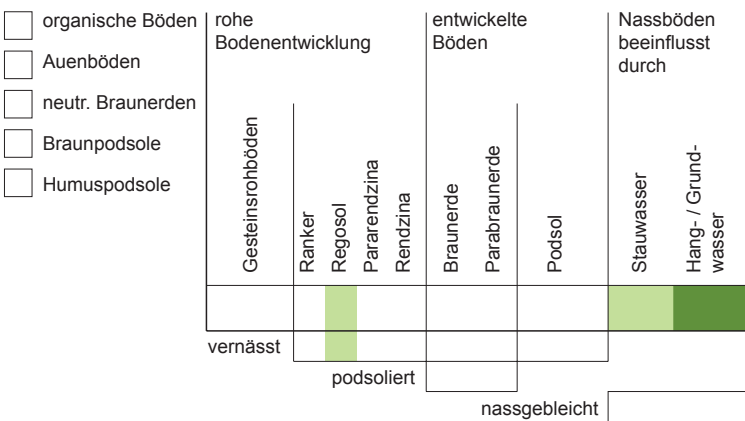 organische Böden
Auenböden
neutr. Braunerden
Braunpodsole
Humuspodsole
rohe
Bodenentwicklung
entwickelte
Böden
Nassböden
beeinflusst
durch
Gesteinsrohböden
Ranker
Regosol
Pararendzina
Rendzina
Braunerde
Parabraunerde
Podsol
Stauwasser
Hang- / Grund-
wasser
vernässt
podsoliert
nassgebleicht